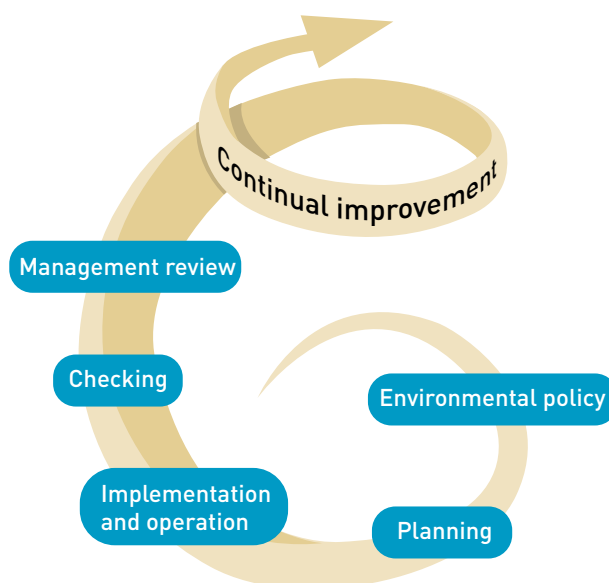 Continual improvement
Management review
Checking
Environmental policy
Implementation
and operation
Planning